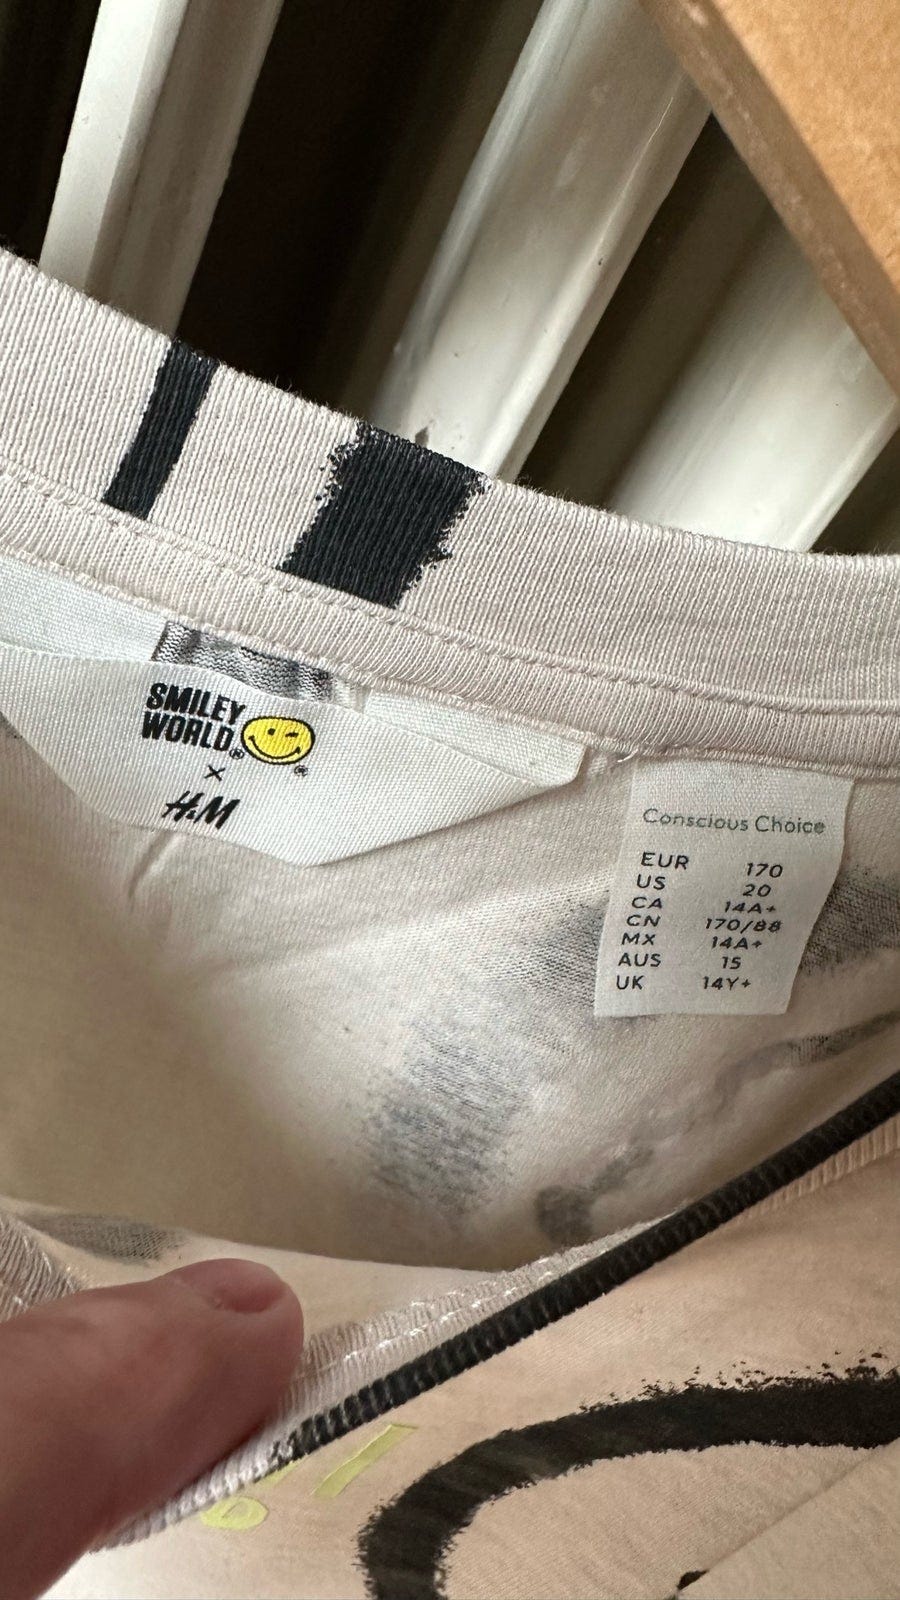 SMILEY
WORLD®
®
×
H&M
Conscious Choice
EUR 170
US 20
CA 14A+
CN 170/88
MX 14A+
AUS 15
UK 14Y+